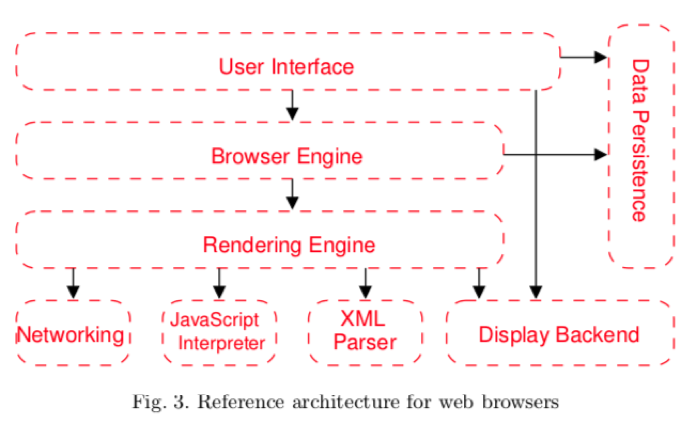 User Interface
Data Persistence
Browser Engine
Rendering Engine
Networking
JavaScript
Interpreter
XML
Parser
Display Backend
Fig. 3. Reference architecture for web browsers